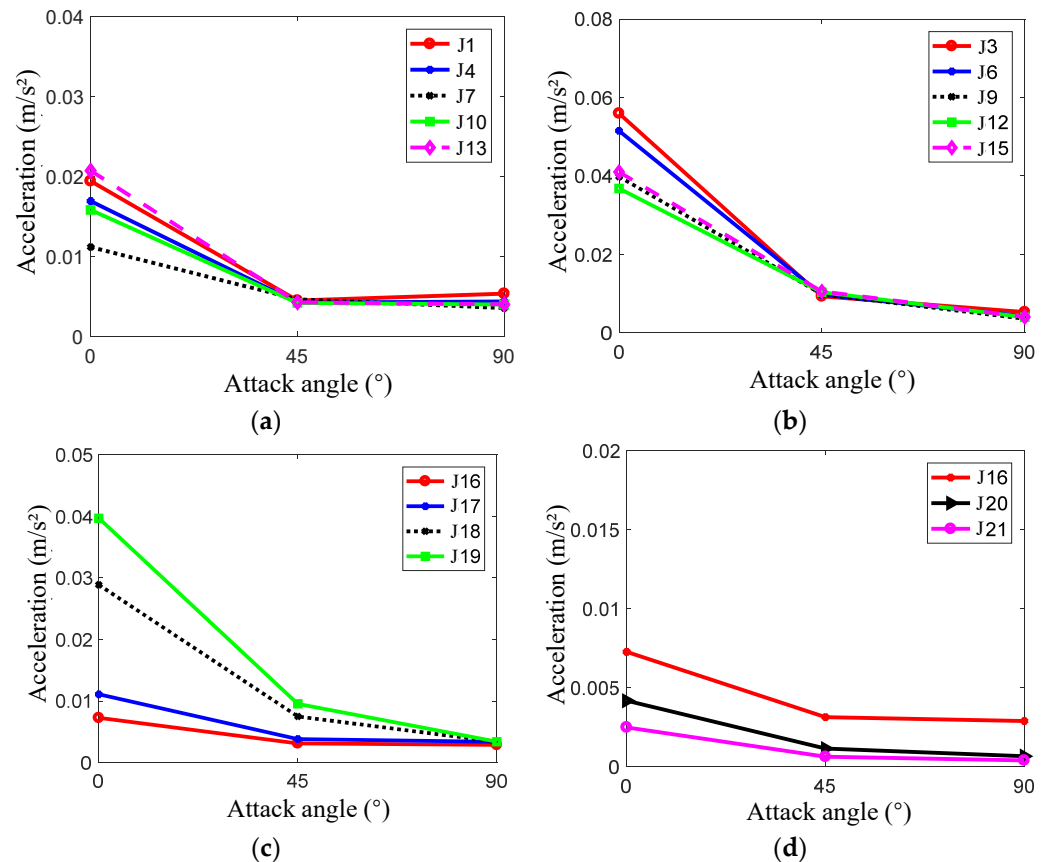 0.04
0.03
0.02
0.01
0
Acceleration (m/s²)
J1
J4
J7
J10
J13
0
45
90
Attack angle (°)
(a)
0.08
0.06
0.04
0.02
0
Acceleration (m/s²)
J3
J6
J9
J12
J15
0
45
90
Attack angle (°)
(b)
0.05
0.04
0.03
0.02
0.01
0
Acceleration (m/s²)
J16
J17
J18
J19
0
45
90
Attack angle (°)
(c)
0.02
0.015
0.01
0.005
0
Acceleration (m/s²)
J16
J20
J21
0
45
90
Attack angle (°)
(d)